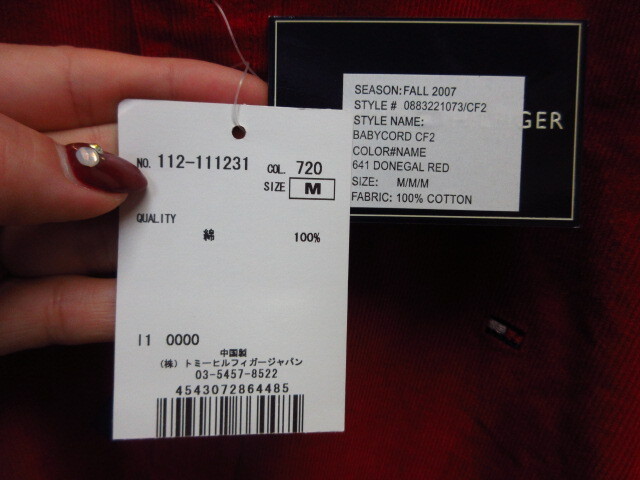 NO. 112-111231 COL. 720
SIZE M
QUALITY
綿 100%
I1 0000
中国製
(株) トミーヒルフィガージャパン
03-5457-8522
4543072864485
GER
SEASON:FALL 2007
STYLE # 0883221073/CF2
STYLE NAME:
BABYCORD CF2
COLOR#NAME
641 DONEGAL RED
SIZE: M/M/M
FABRIC: 100% COTTON